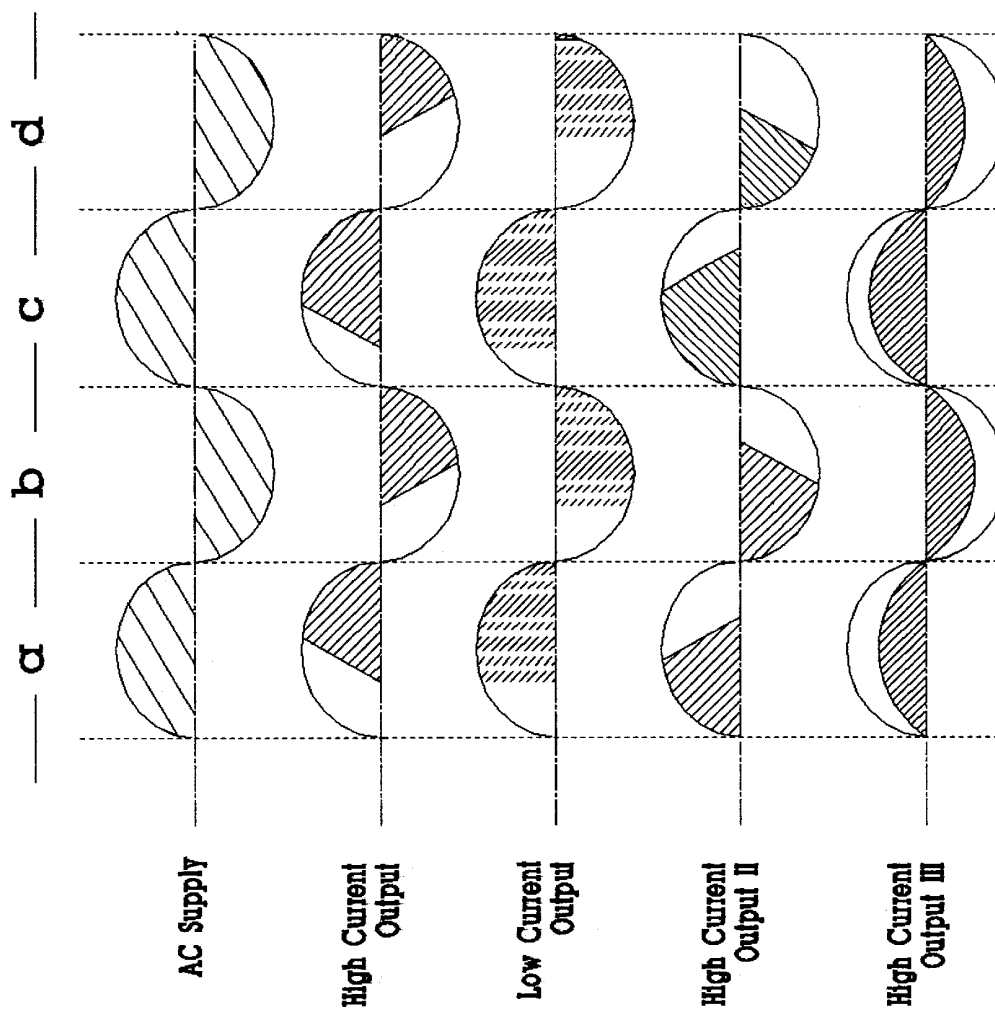 a b c d
AC Supply
High Current
Output
Low Current
Output
High Current
Output II
High Current
Output III